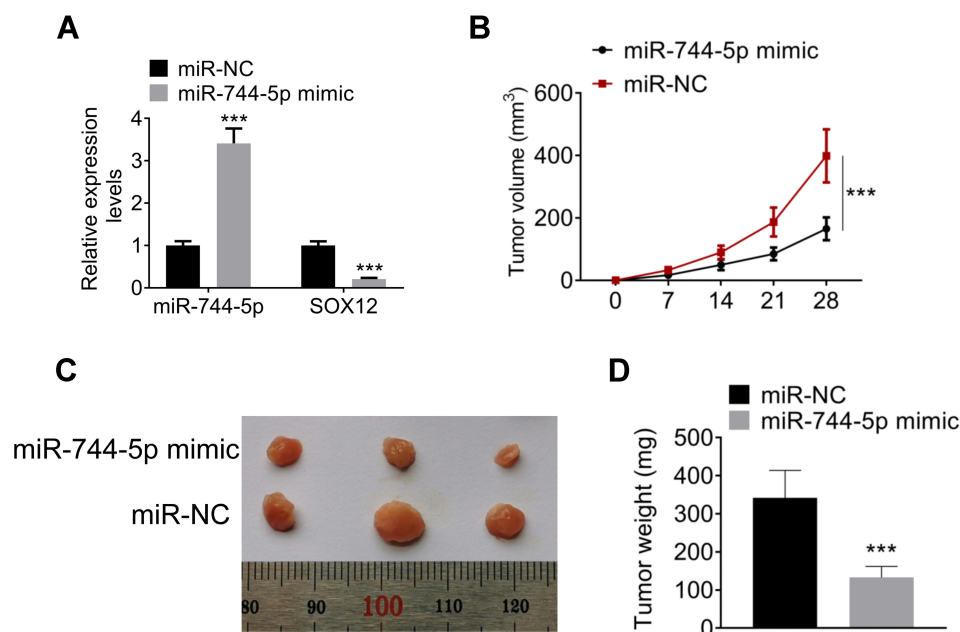 A
miR-NC
miR-744-5p mimic
Relative expression
levels
4
3
2
1
0
***
***
miR-744-5p
SOX12
B
miR-744-5p mimic
miR-NC
Tumor volume (mm³)
600
400
200
0
0
7
14
21
28
***
C
miR-744-5p mimic
miR-NC
80
90
100
110
120
D
miR-NC
miR-744-5p mimic
Tumor weight (mg)
500
400
300
200
100
0
***